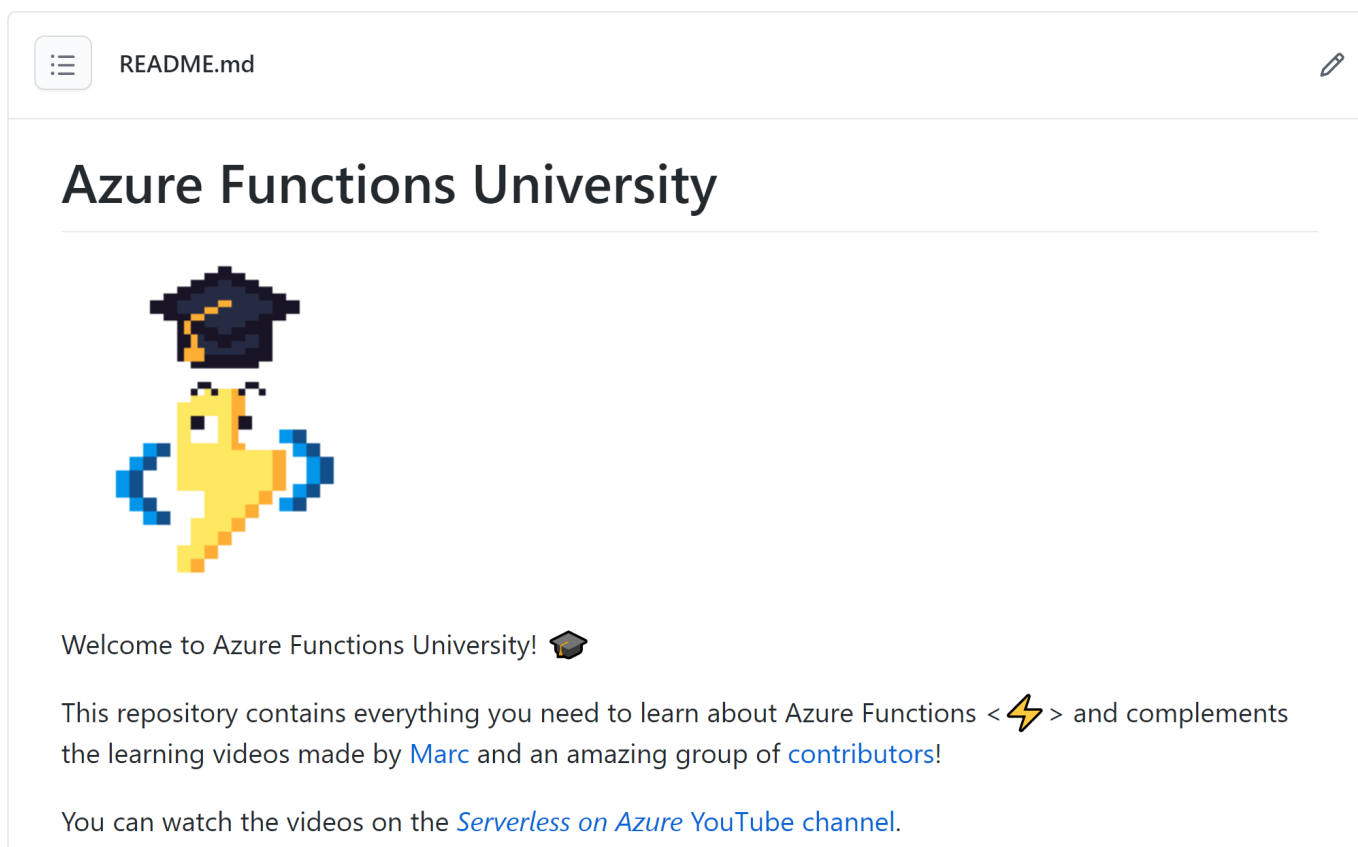 README.md
Azure Functions University
Welcome to Azure Functions University! 🎓
This repository contains everything you need to learn about Azure Functions <⚡> and complements
the learning videos made by Marc and an amazing group of contributors!
You can watch the videos on the Serverless on Azure YouTube channel.